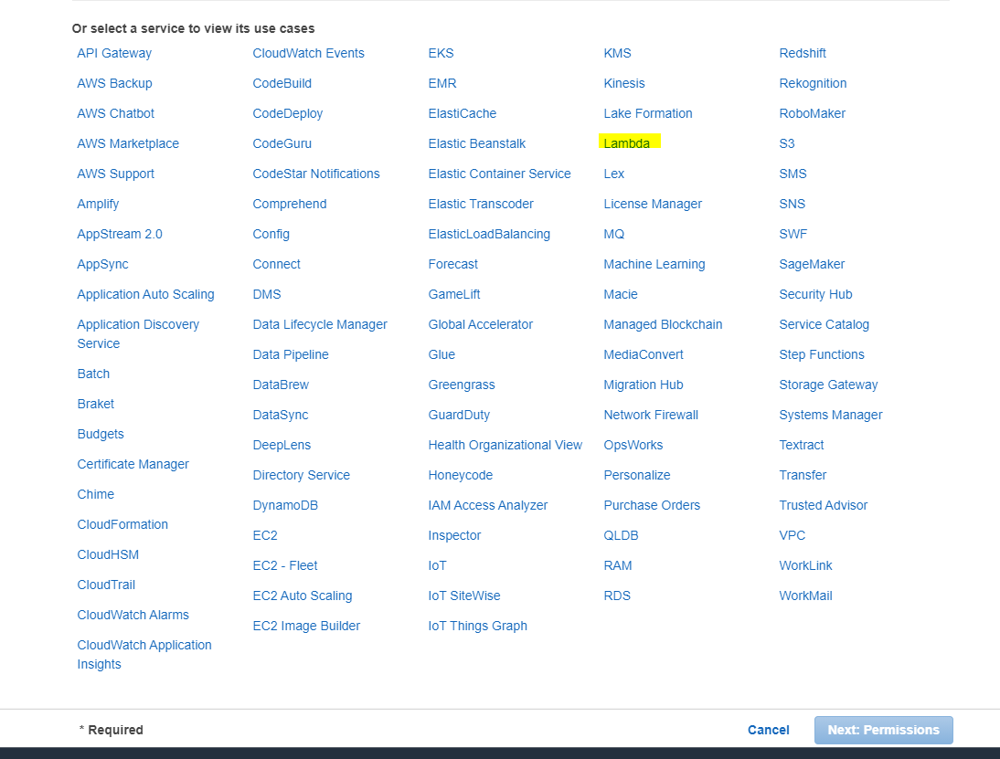 Or select a service to view its use cases
API Gateway
AWS Backup
AWS Chatbot
AWS Marketplace
AWS Support
Amplify
AppStream 2.0
AppSync
Application Auto Scaling
Application Discovery
Service
Batch
Braket
Budgets
Certificate Manager
Chime
CloudFormation
CloudHSM
CloudTrail
CloudWatch Alarms
CloudWatch Application
Insights
CloudWatch Events
CodeBuild
CodeDeploy
CodeGuru
CodeStar Notifications
Comprehend
Config
Connect
DMS
Data Lifecycle Manager
Data Pipeline
DataBrew
DataSync
DeepLens
Directory Service
DynamoDB
EC2
EC2 - Fleet
EC2 Auto Scaling
EC2 Image Builder
EKS
EMR
ElastiCache
Elastic Beanstalk
Elastic Container Service
Elastic Transcoder
ElasticLoadBalancing
Forecast
GameLift
Global Accelerator
Glue
Greengrass
GuardDuty
Health Organizational View
Honeycode
IAM Access Analyzer
Inspector
IoT
IoT SiteWise
IoT Things Graph
KMS
Kinesis
Lake Formation
Lambda
Lex
License Manager
MQ
Machine Learning
Macie
Managed Blockchain
MediaConvert
Migration Hub
Network Firewall
OpsWorks
Personalize
Purchase Orders
QLDB
RAM
RDS
Redshift
Rekognition
RoboMaker
S3
SMS
SNS
SWF
SageMaker
Security Hub
Service Catalog
Step Functions
Storage Gateway
Systems Manager
Textract
Transfer
Trusted Advisor
VPC
WorkLink
WorkMail
* Required
Cancel
Next: Permissions